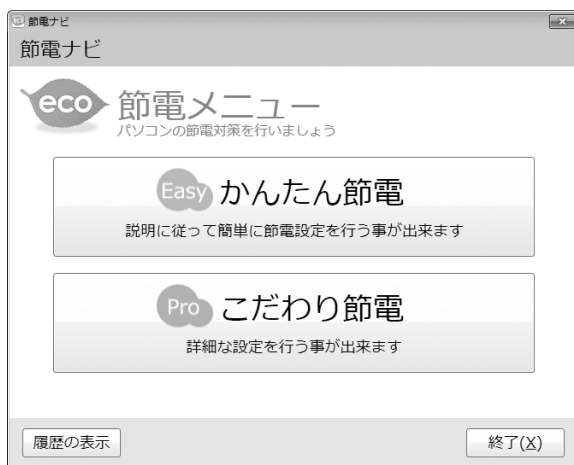 節電ナビ
節電ナビ
eco
節電メニュー
パソコンの節電対策を行いましょう
Easy かんたん節電
説明に従って簡単に節電設定を行う事が出来ます
Pro こだわり節電
詳細な設定を行う事が出来ます
履歴の表示
終了(X)